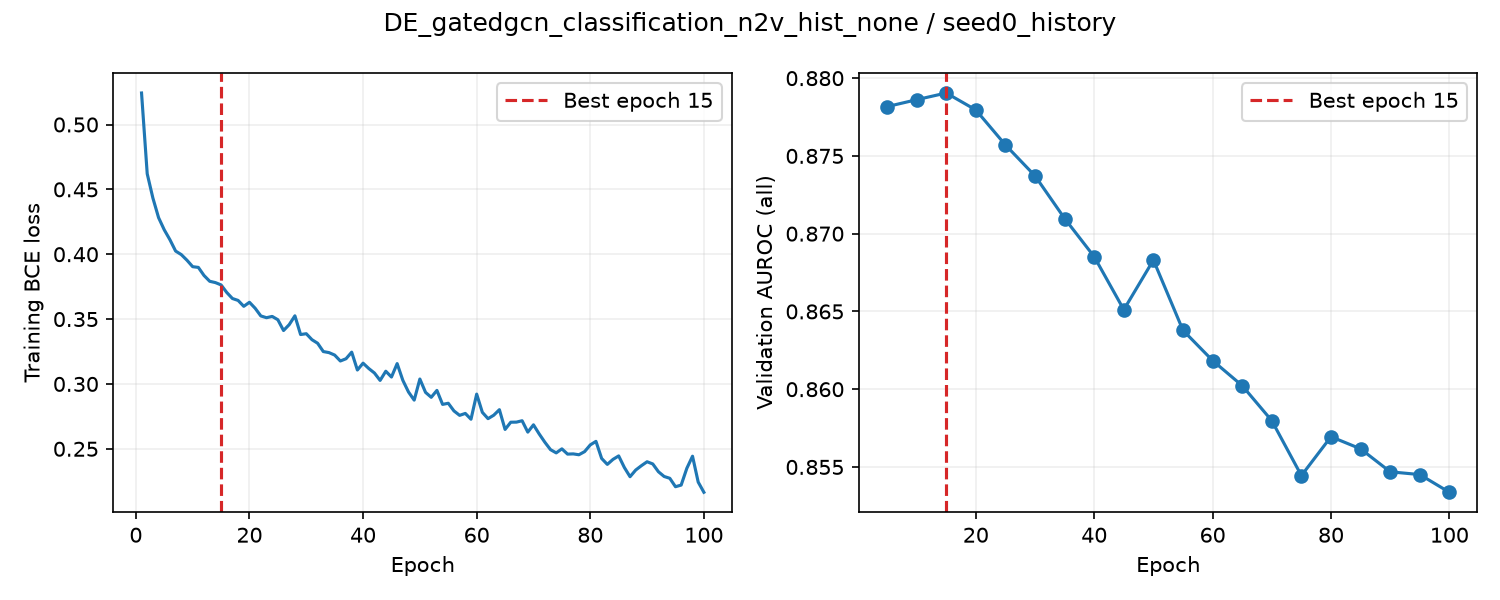 DE_gatedgcn_classification_n2v_hist_none / seed0_history
Training BCE loss
0.50
0.45
0.40
0.35
0.30
0.25
Best epoch 15
0 20 40 60 80 100
Epoch
Validation AUROC (all)
0.880
0.875
0.870
0.865
0.860
0.855
Best epoch 15
20 40 60 80 100
Epoch